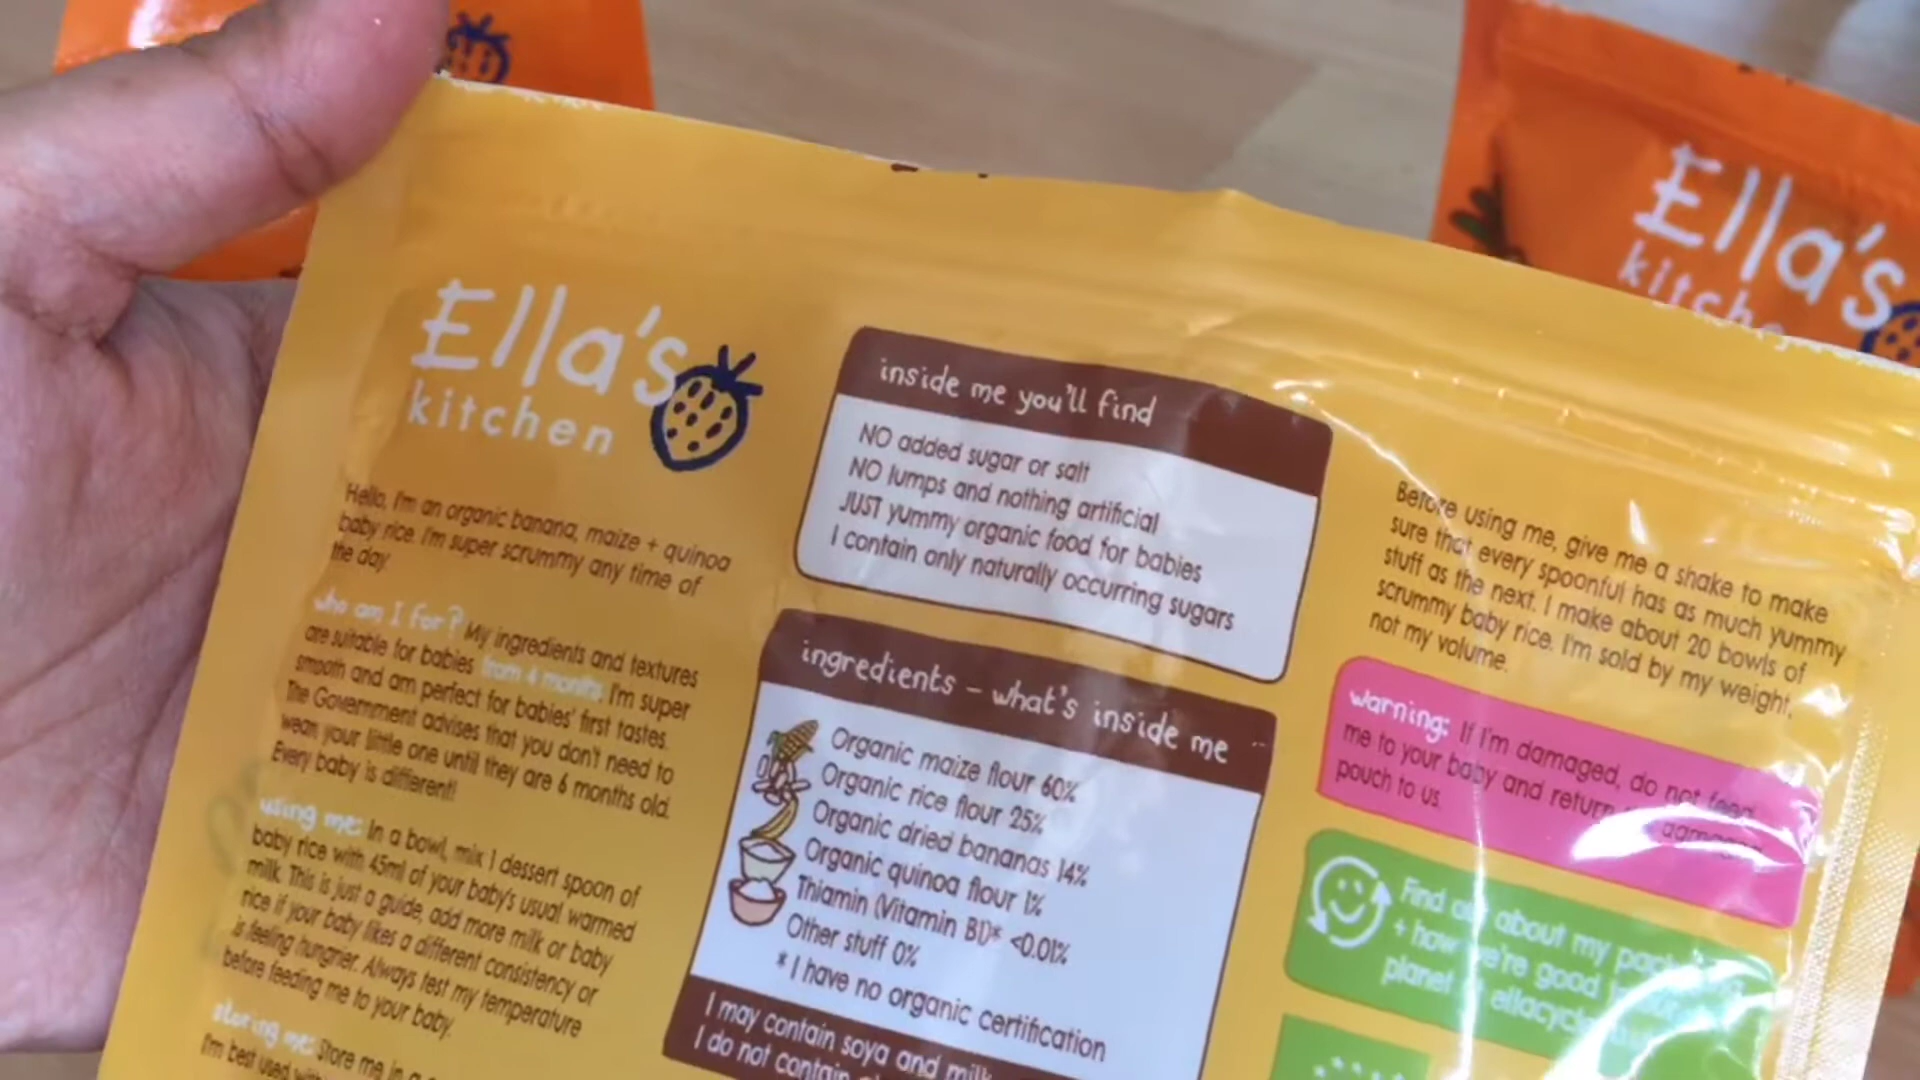 Ella's
kitchen
Ella's
kitchen
Hello, I'm an organic banana, maize + quinoa
baby rice. I'm super scrummy any time of
the day.
who am I for? My ingredients and textures
are suitable for babies from 4 months. I'm super
smooth and am perfect for babies' first tastes.
The Government advises that you don't need to
wean your little one until they are 6 months old.
Every baby is different!
using me: In a bowl, mix 1 dessert spoon of
baby rice with 45ml of your baby's usual warmed
milk. This is just a guide, add more milk or baby
rice if your baby likes a different consistency or
is feeling hungrier. Always test my temperature
before feeding me to your baby.
storing me: Store me in a
I'm best used
inside me you'll find
NO added sugar or salt
NO lumps and nothing artificial
JUST yummy organic food for babies
I contain only naturally occurring sugars
ingredients - what's inside me
Organic maize flour 60%
Organic rice flour 25%
Organic dried bananas 14%
Organic quinoa flour 1%
Thiamin (Vitamin B1)* <0.01%
Other stuff 0%
* I have no organic certification
I may contain soya and milk
I do not contain
Before using me, give me a shake to make
sure that every spoonful has as much yummy
stuff as the next. I make about 20 bowls of
scrummy baby rice. I'm sold by my weight,
not my volume.
warning: If I'm damaged, do not feed
me to your baby and return
pouch to us.
Find out about my
+ how we're good
planet